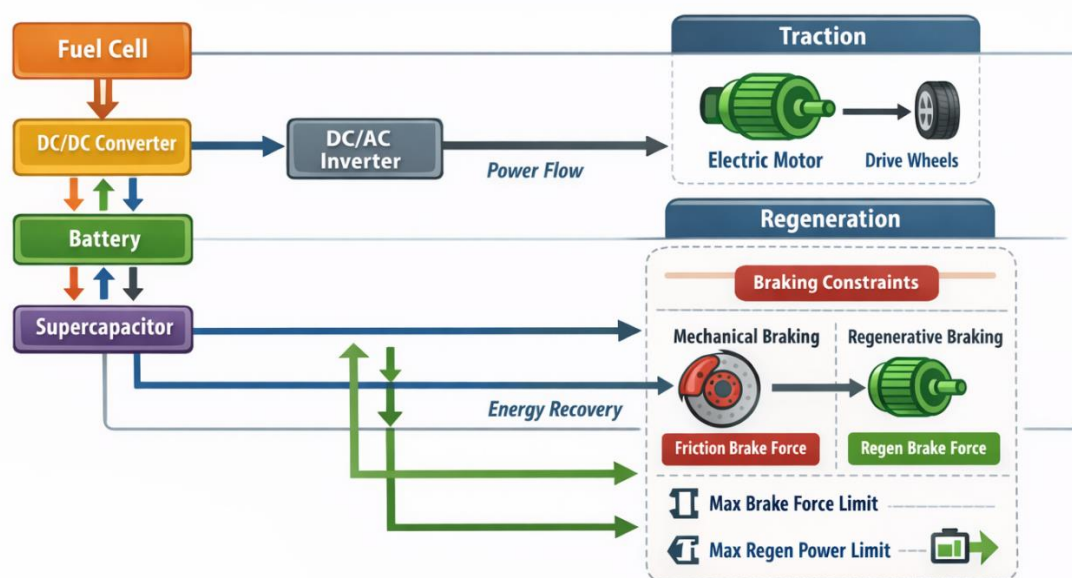 Fuel Cell
Traction
DC/DC Converter
DC/AC
Inverter
Power Flow
Electric Motor
Drive Wheels
Battery
Regeneration
Braking Constraints
Supercapacitor
Mechanical Braking
Regenerative Braking
Energy Recovery
Friction Brake Force
Regen Brake Force
Max Brake Force Limit
Max Regen Power Limit